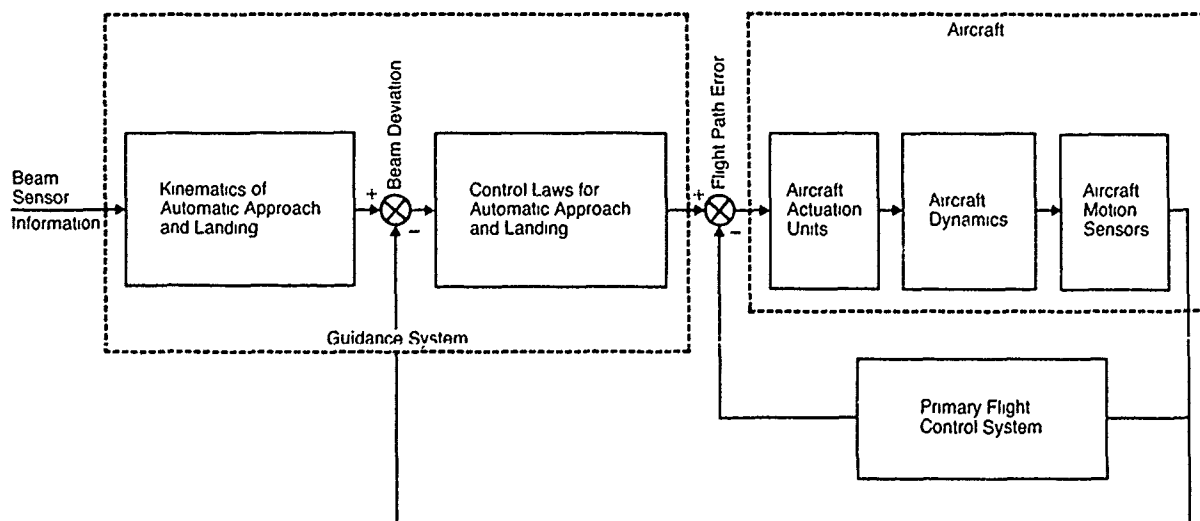 Aircraft
Beam Deviation
Flight Path Error
Beam
Sensor
Information
Kinematics of
Automatic Approach
and Landing
+
−
Control Laws for
Automatic Approach
and Landing
+
−
Aircraft
Actuation
Units
Aircraft
Dynamics
Aircraft
Motion
Sensors
Guidance System
Primary Flight
Control System